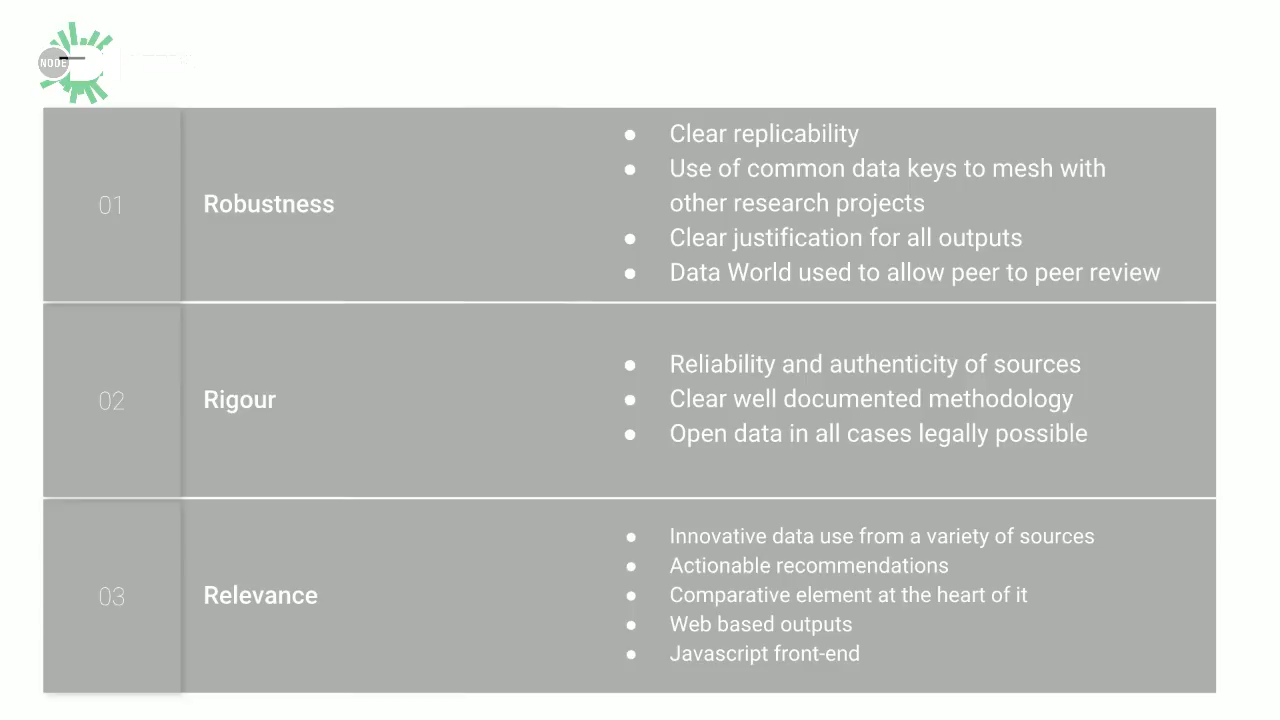 NODE
01
Robustness
● Clear replicability
● Use of common data keys to mesh with
other research projects
● Clear justification for all outputs
● Data World used to allow peer to peer review
02
Rigour
● Reliability and authenticity of sources
● Clear well documented methodology
● Open data in all cases legally possible
03
Relevance
● Innovative data use from a variety of sources
● Actionable recommendations
● Comparative element at the heart of it
● Web based outputs
● Javascript front-end